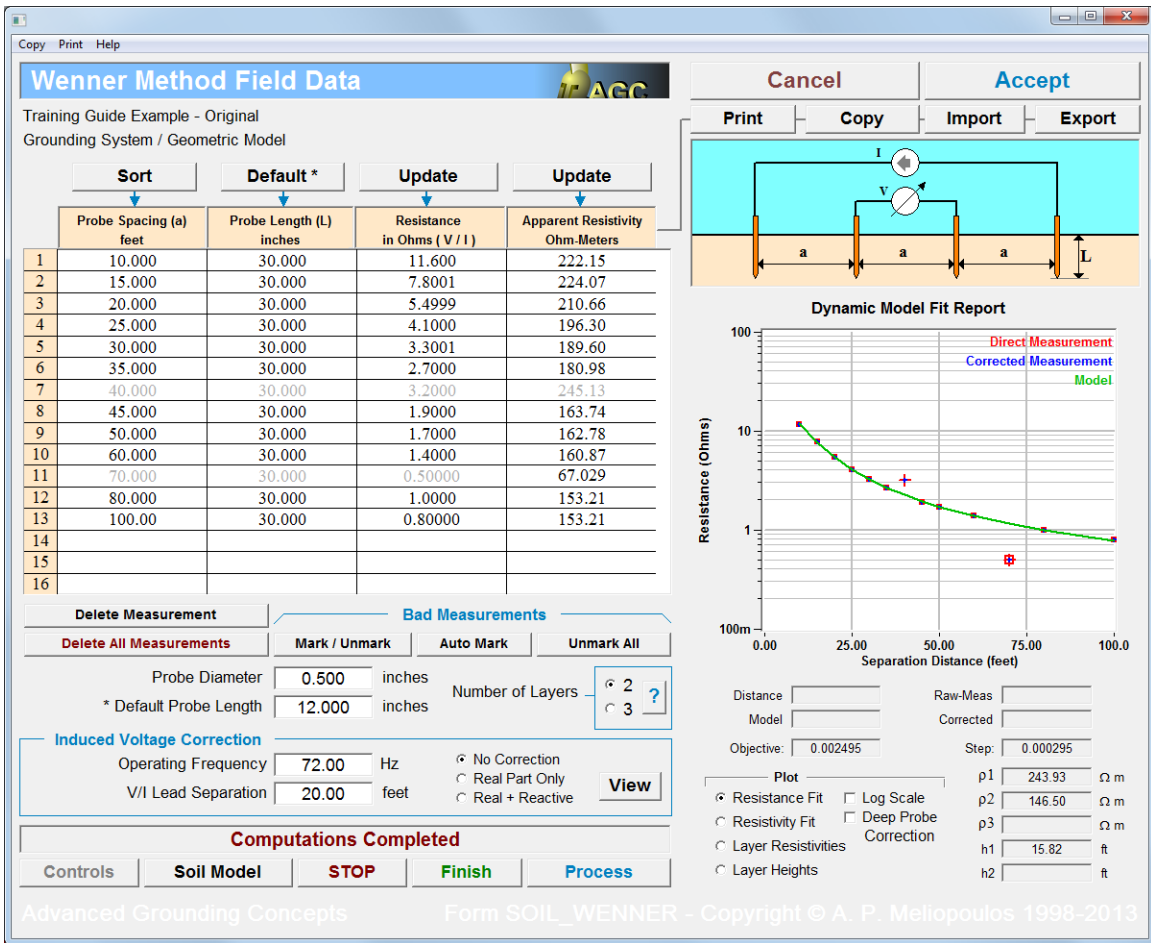 Copy Print Help
Wenner Method Field Data
AGC
Cancel Accept
Training Guide Example - Original
Grounding System / Geometric Model
Print Copy Import Export
Sort Default * Update Update
Probe Spacing (a) Probe Length (L) Resistance Apparent Resistivity
feet inches in Ohms ( V / I ) Ohm-Meters
1 10.000 30.000 11.600 222.15
2 15.000 30.000 7.8001 224.07
3 20.000 30.000 5.4999 210.66
4 25.000 30.000 4.1000 196.30
5 30.000 30.000 3.3001 189.60
6 35.000 30.000 2.7000 180.98
7 40.000 30.000 3.2000 245.13
8 45.000 30.000 1.9000 163.74
9 50.000 30.000 1.7000 162.78
10 60.000 30.000 1.4000 160.87
11 70.000 30.000 0.50000 67.029
12 80.000 30.000 1.0000 153.21
13 100.00 30.000 0.80000 153.21
14
15
16
I
V
a a a L
Dynamic Model Fit Report
Direct Measurement
Corrected Measurement
Model
Resistance (Ohms)
100
10
1
100m
0.00 25.00 50.00 75.00 100.0
Separation Distance (feet)
Delete Measurement Bad Measurements
Delete All Measurements Mark / Unmark Auto Mark Unmark All
Probe Diameter 0.500 inches
* Default Probe Length 12.000 inches
Number of Layers 2 3 ?
Induced Voltage Correction
Operating Frequency 72.00 Hz
V/I Lead Separation 20.00 feet
No Correction
Real Part Only
Real + Reactive
View
Computations Completed
Controls Soil Model STOP Finish Process
Distance Raw-Meas
Model Corrected
Objective: 0.002495 Step: 0.000295
Plot
Resistance Fit Log Scale
Resistivity Fit Deep Probe Correction
Layer Resistivities
Layer Heights
ρ1 243.93 Ω m
ρ2 146.50 Ω m
ρ3 Ω m
h1 15.82 ft
h2 ft
Advanced Grounding Concepts Form SOIL_WENNER - Copyright © A. P. Meliopoulos 1998-2013